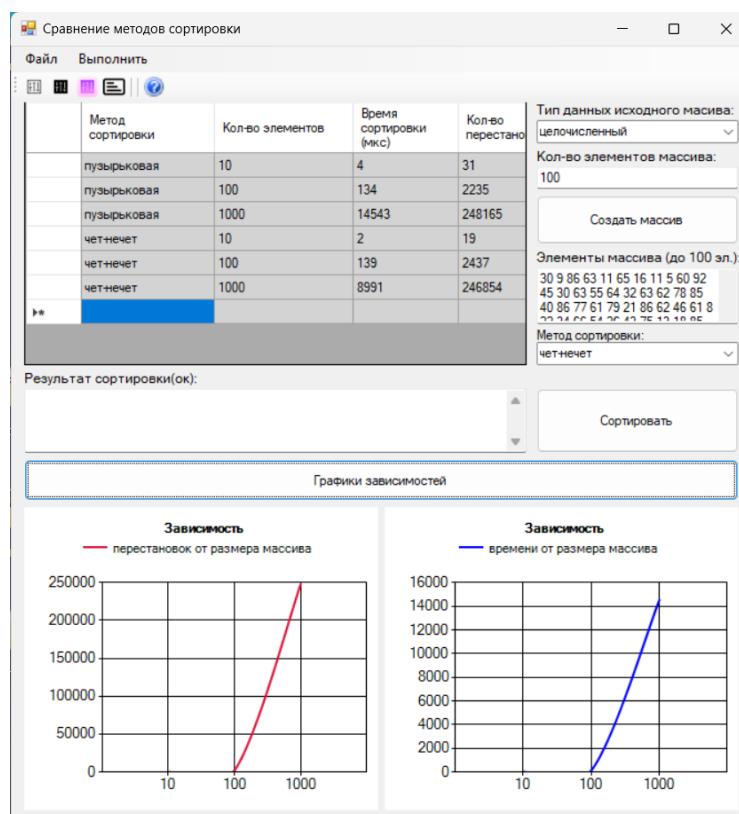 Сравнение методов сортировки
Файл Выполнить
Метод сортировки Кол-во элементов Время сортировки (мкс) Кол-во перестано
пузырьковая 10 4 31
пузырьковая 100 134 2235
пузырьковая 1000 14543 248165
чет-нечет 10 2 19
чет-нечет 100 139 2437
чет-нечет 1000 8991 246854
Тип данных исходного масива:
целочисленный
Кол-во элементов массива:
100
Создать массив
Элементы массива (до 100 эл.):
30 9 86 63 11 65 16 11 5 60 92
45 30 63 55 64 32 63 62 78 85
40 86 77 61 79 21 86 62 46 61 8
Метод сортировки:
чет-нечет
Результат сортировки(ок):
Сортировать
Графики зависимостей
Зависимость
перестановок от размера массива
250000
200000
150000
100000
50000
0
10 100 1000
Зависимость
времени от размера массива
16000
14000
12000
10000
8000
6000
4000
2000
0
10 100 1000